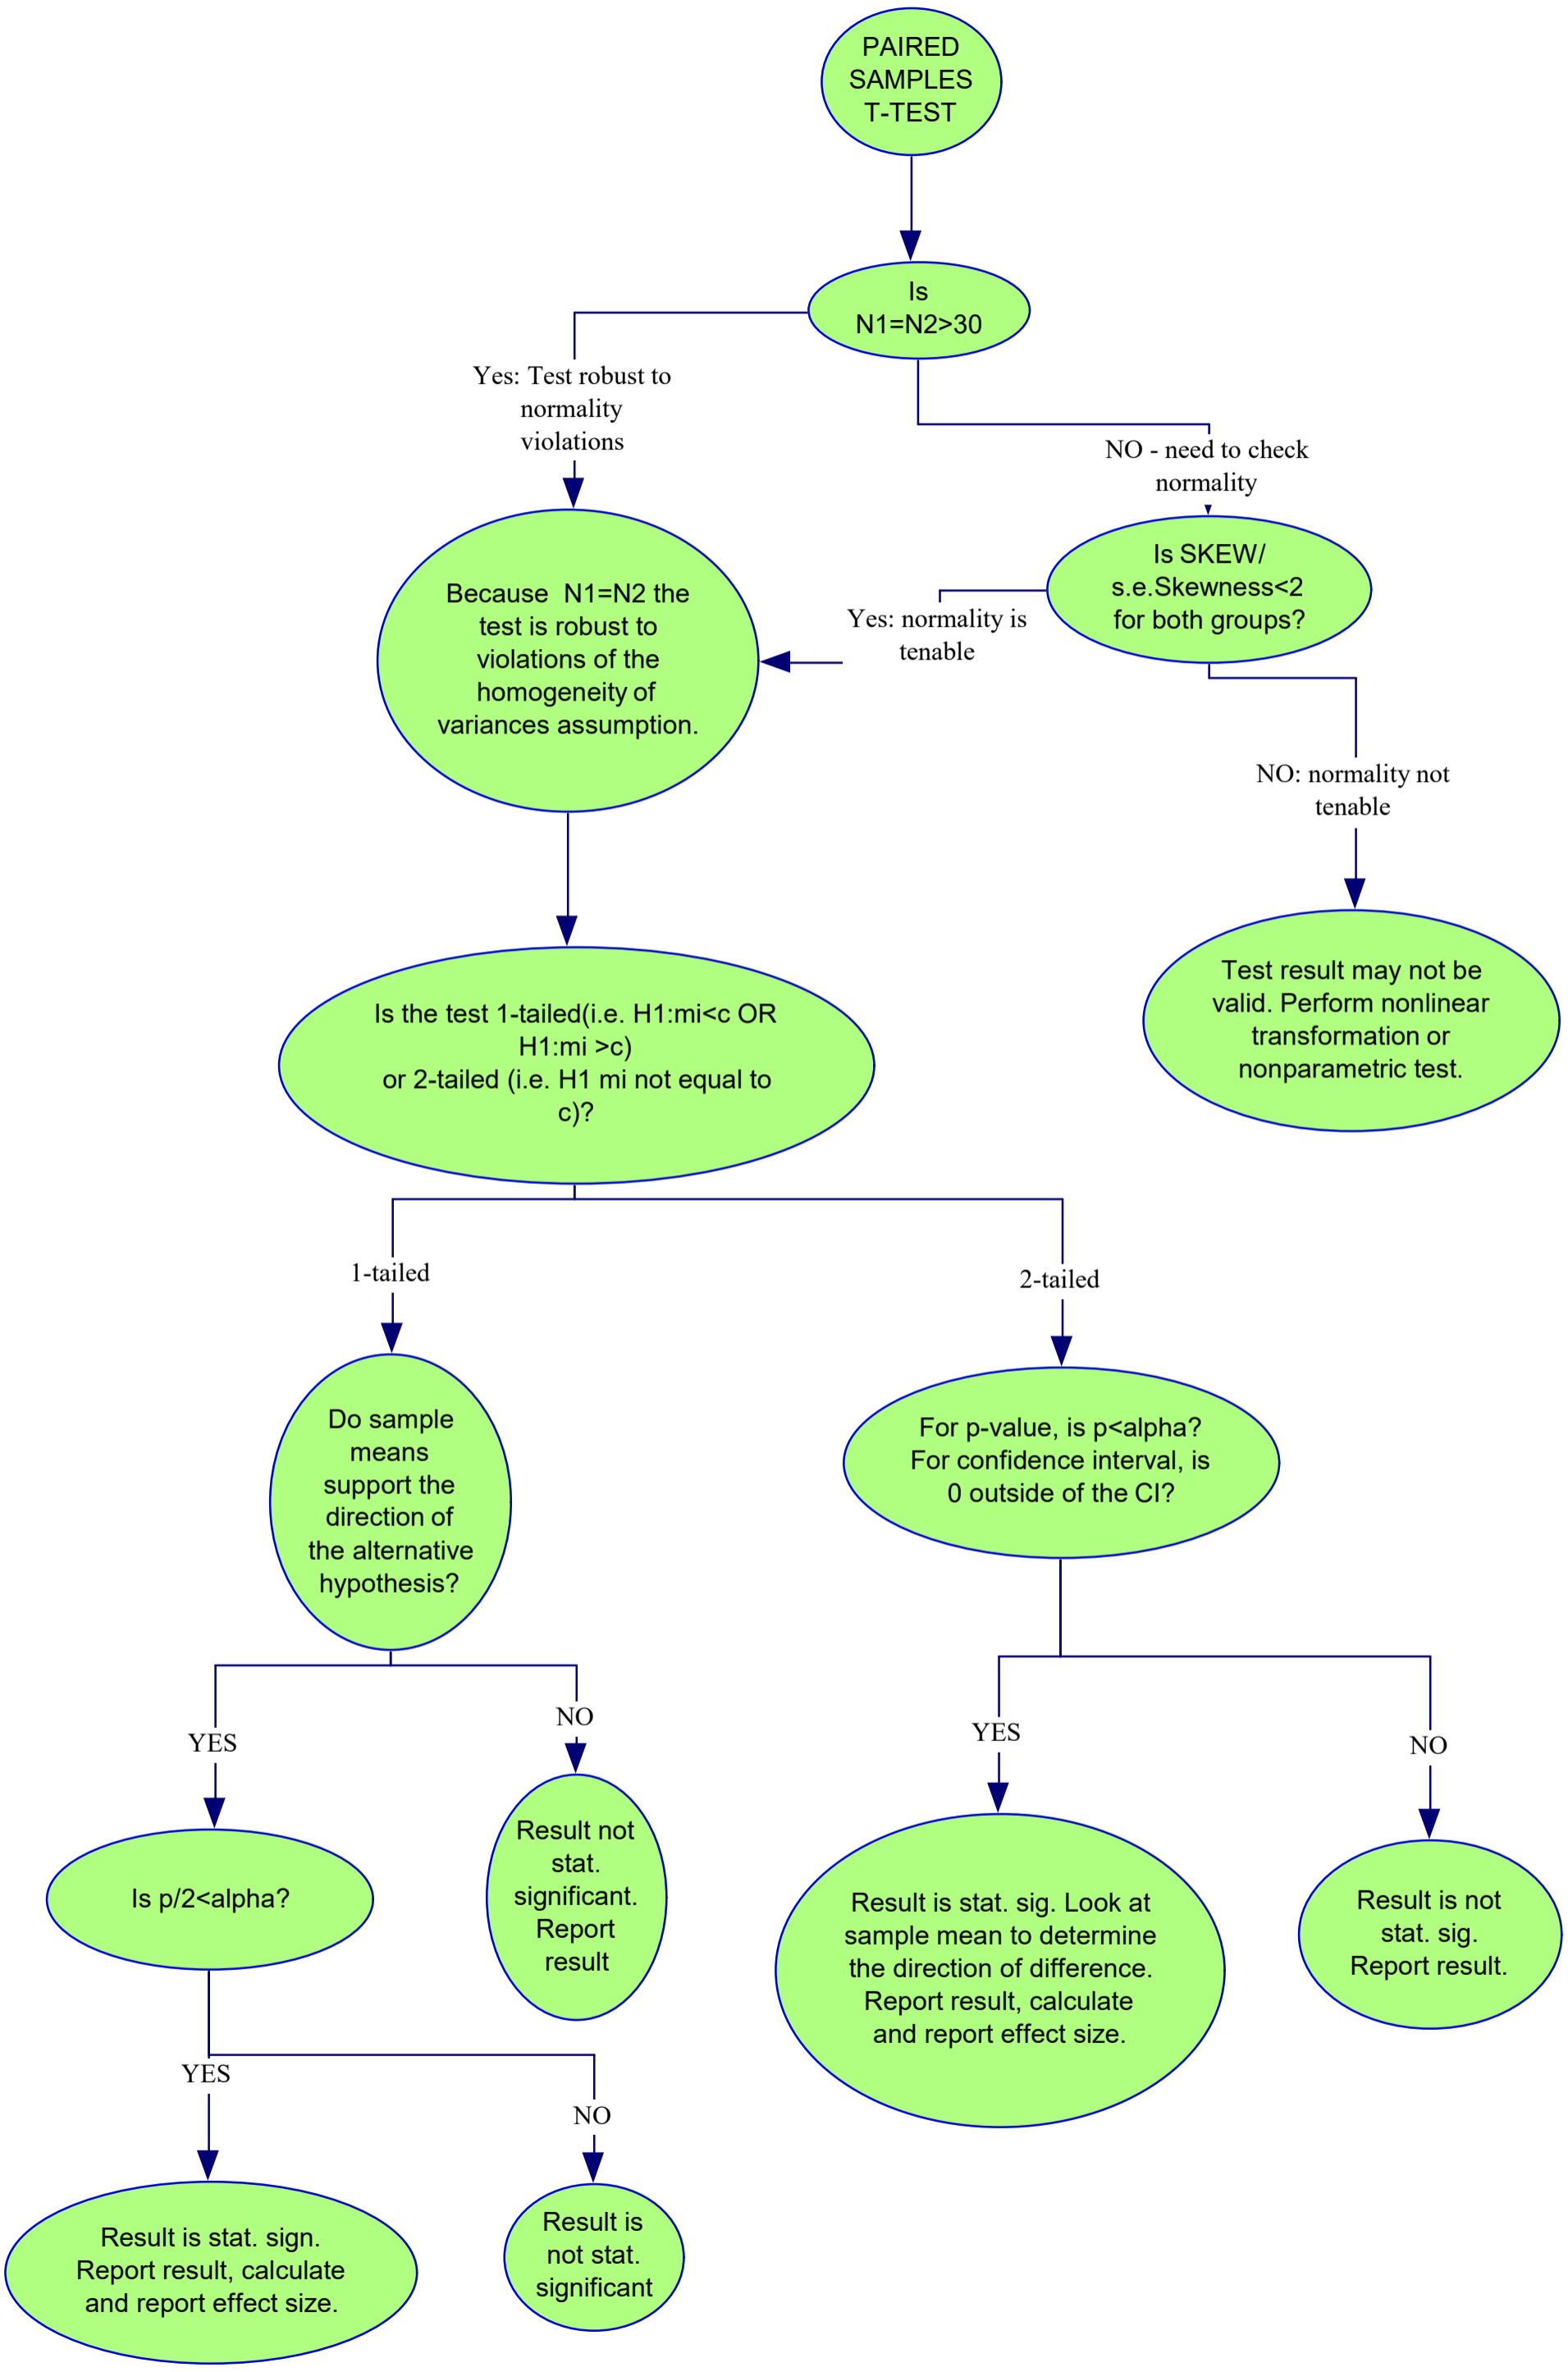 PAIRED
SAMPLES
T-TEST
Is
N1=N2>30
Yes: Test robust to
normality
violations
NO - need to check
normality
Is SKEW/
s.e.Skewness<2
for both groups?
Yes: normality is
tenable
Because  N1=N2 the
test is robust to
violations of the
homogeneity of
variances assumption.
NO: normality not
tenable
Test result may not be
valid. Perform nonlinear
transformation or
nonparametric test.
Is the test 1-tailed(i.e. H1:mi<c OR
H1:mi >c)
or 2-tailed (i.e. H1 mi not equal to
c)?
1-tailed
2-tailed
Do sample
means
support the
direction of
the alternative
hypothesis?
For p-value, is p<alpha?
For confidence interval, is
0 outside of the CI?
YES
NO
YES
NO
Is p/2<alpha?
Result not
stat.
significant.
Report
result
Result is stat. sig. Look at
sample mean to determine
the direction of difference.
Report result, calculate
and report effect size.
Result is not
stat. sig.
Report result.
YES
NO
Result is stat. sign.
Report result, calculate
and report effect size.
Result is
not stat.
significant